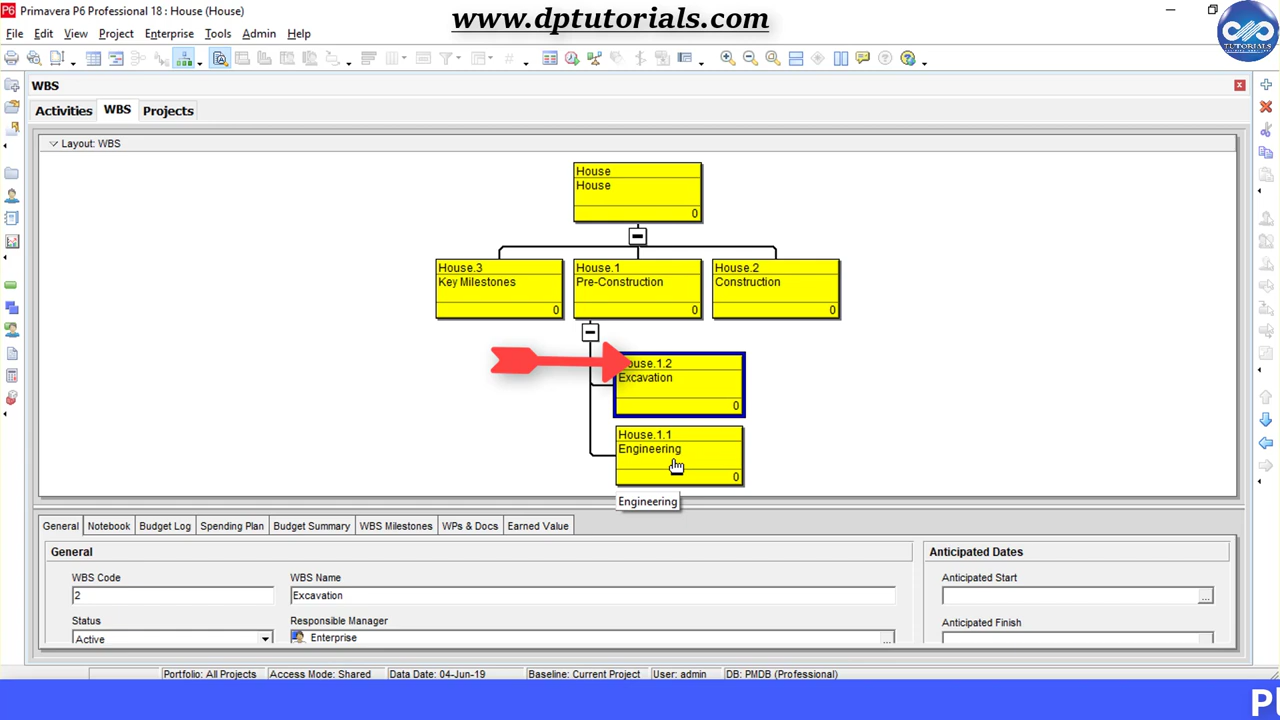 Primavera P6 Professional 18 : House (House)
www.dptutorials.com
TUTORIALS
File Edit View Project Enterprise Tools Admin Help
WBS
Activities WBS Projects
Layout: WBS
House
House
0
House.3
Key Milestones
0
House.1
Pre-Construction
0
House.2
Construction
0
ouse.1.2
Excavation
0
House.1.1
Engineering
0
Engineering
General Notebook Budget Log Spending Plan Budget Summary WBS Milestones WPs & Docs Earned Value
General
Anticipated Dates
WBS Code
WBS Name
Anticipated Start
2
Excavation
...
Status
Responsible Manager
Anticipated Finish
Active
Enterprise
...
Portfolio: All Projects Access Mode: Shared Data Date: 04-Jun-19 Baseline: Current Project User: admin DB: PMDB (Professional)